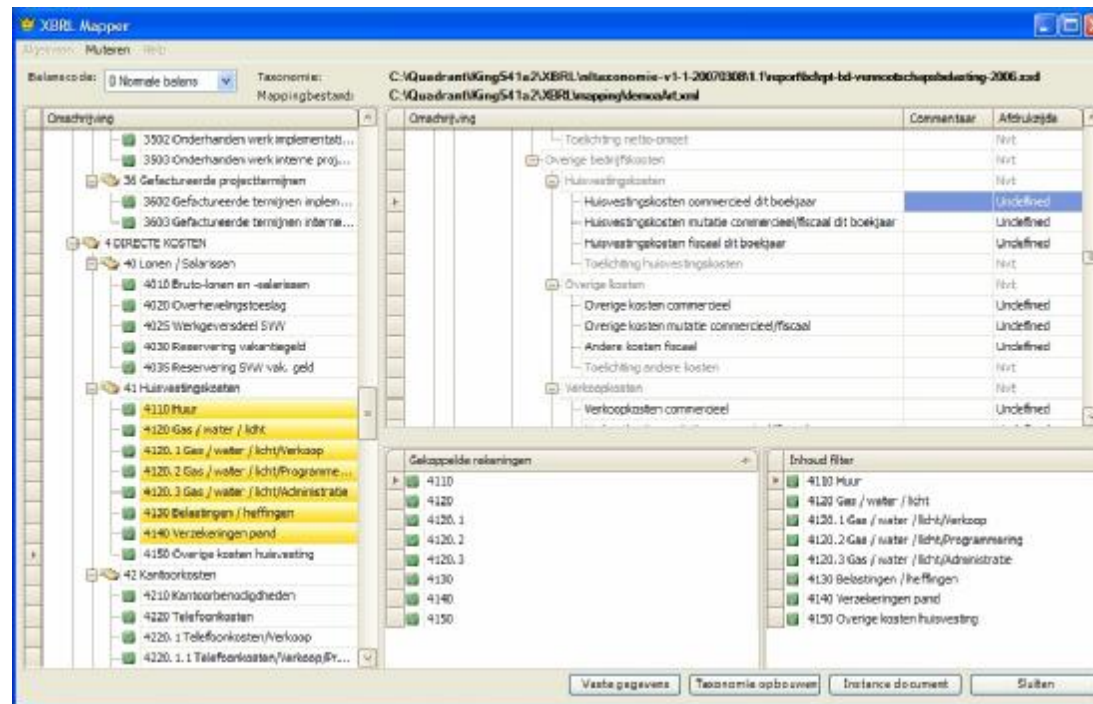 XBRL Mapper
Algemeen Muteren Help
Balanscode: 0 Normale balans Taxonomie: C:\Quadrant\King541a2\XBRL\nltaxonomie-v1-1-20070308\1.1\report\bd\rpt-bd-vennootschapsbelasting-2006.xsd
Mappingbestand: C:\Quadrant\King541a2\XBRL\mapping\demoaArt.xml
Omschrijving
3502 Onderhanden werk implementati...
3503 Onderhanden werk interne proj...
36 Gefactureerde projecttermijnen
3602 Gefactureerde termijnen implem...
3603 Gefactureerde termijnen interne...
4 DIRECTE KOSTEN
40 Lonen / Salarissen
4010 Bruto-lonen en -salarissen
4020 Overhevelingstoeslag
4025 Werkgeversdeel SVW
4030 Reservering vakantiegeld
4035 Reservering SVW vak. geld
41 Huisvestingskosten
4110 Huur
4120 Gas / water / licht
4120.1 Gas / water / licht/Verkoop
4120.2 Gas / water / licht/Programme...
4120.3 Gas / water / licht/Administratie
4130 Belastingen / heffingen
4140 Verzekeringen pand
4150 Overige kosten huisvesting
42 Kantoorkosten
4210 Kantoorbenodigdheden
4220 Telefoonkosten
4220.1 Telefoonkosten/Verkoop
4220.1.1 Telefoonkosten/Verkoop/Pr...
Omschrijving Commentaar Afdrukzijde
Toelichting netto-omzet Nvt
Overige bedrijfskosten Nvt
Huisvestingskosten Nvt
Huisvestingskosten commercieel dit boekjaar Undefined
Huisvestingskosten mutatie commercieel/fiscaal dit boekjaar Undefined
Huisvestingskosten fiscaal dit boekjaar Undefined
Toelichting huisvestingskosten Nvt
Overige kosten Nvt
Overige kosten commercieel Undefined
Overige kosten mutatie commercieel/fiscaal Undefined
Andere kosten fiscaal Undefined
Toelichting andere kosten Nvt
Verkoopkosten Nvt
Verkoopkosten commercieel Undefined
Gekoppelde rekeningen
4110
4120
4120.1
4120.2
4120.3
4130
4140
4150
Inhoud filter
4110 Huur
4120 Gas / water / licht
4120.1 Gas / water / licht/Verkoop
4120.2 Gas / water / licht/Programmering
4120.3 Gas / water / licht/Administratie
4130 Belastingen / heffingen
4140 Verzekeringen pand
4150 Overige kosten huisvesting
Vaste gegevens Taxonomie opbouwen Instance document Sluiten